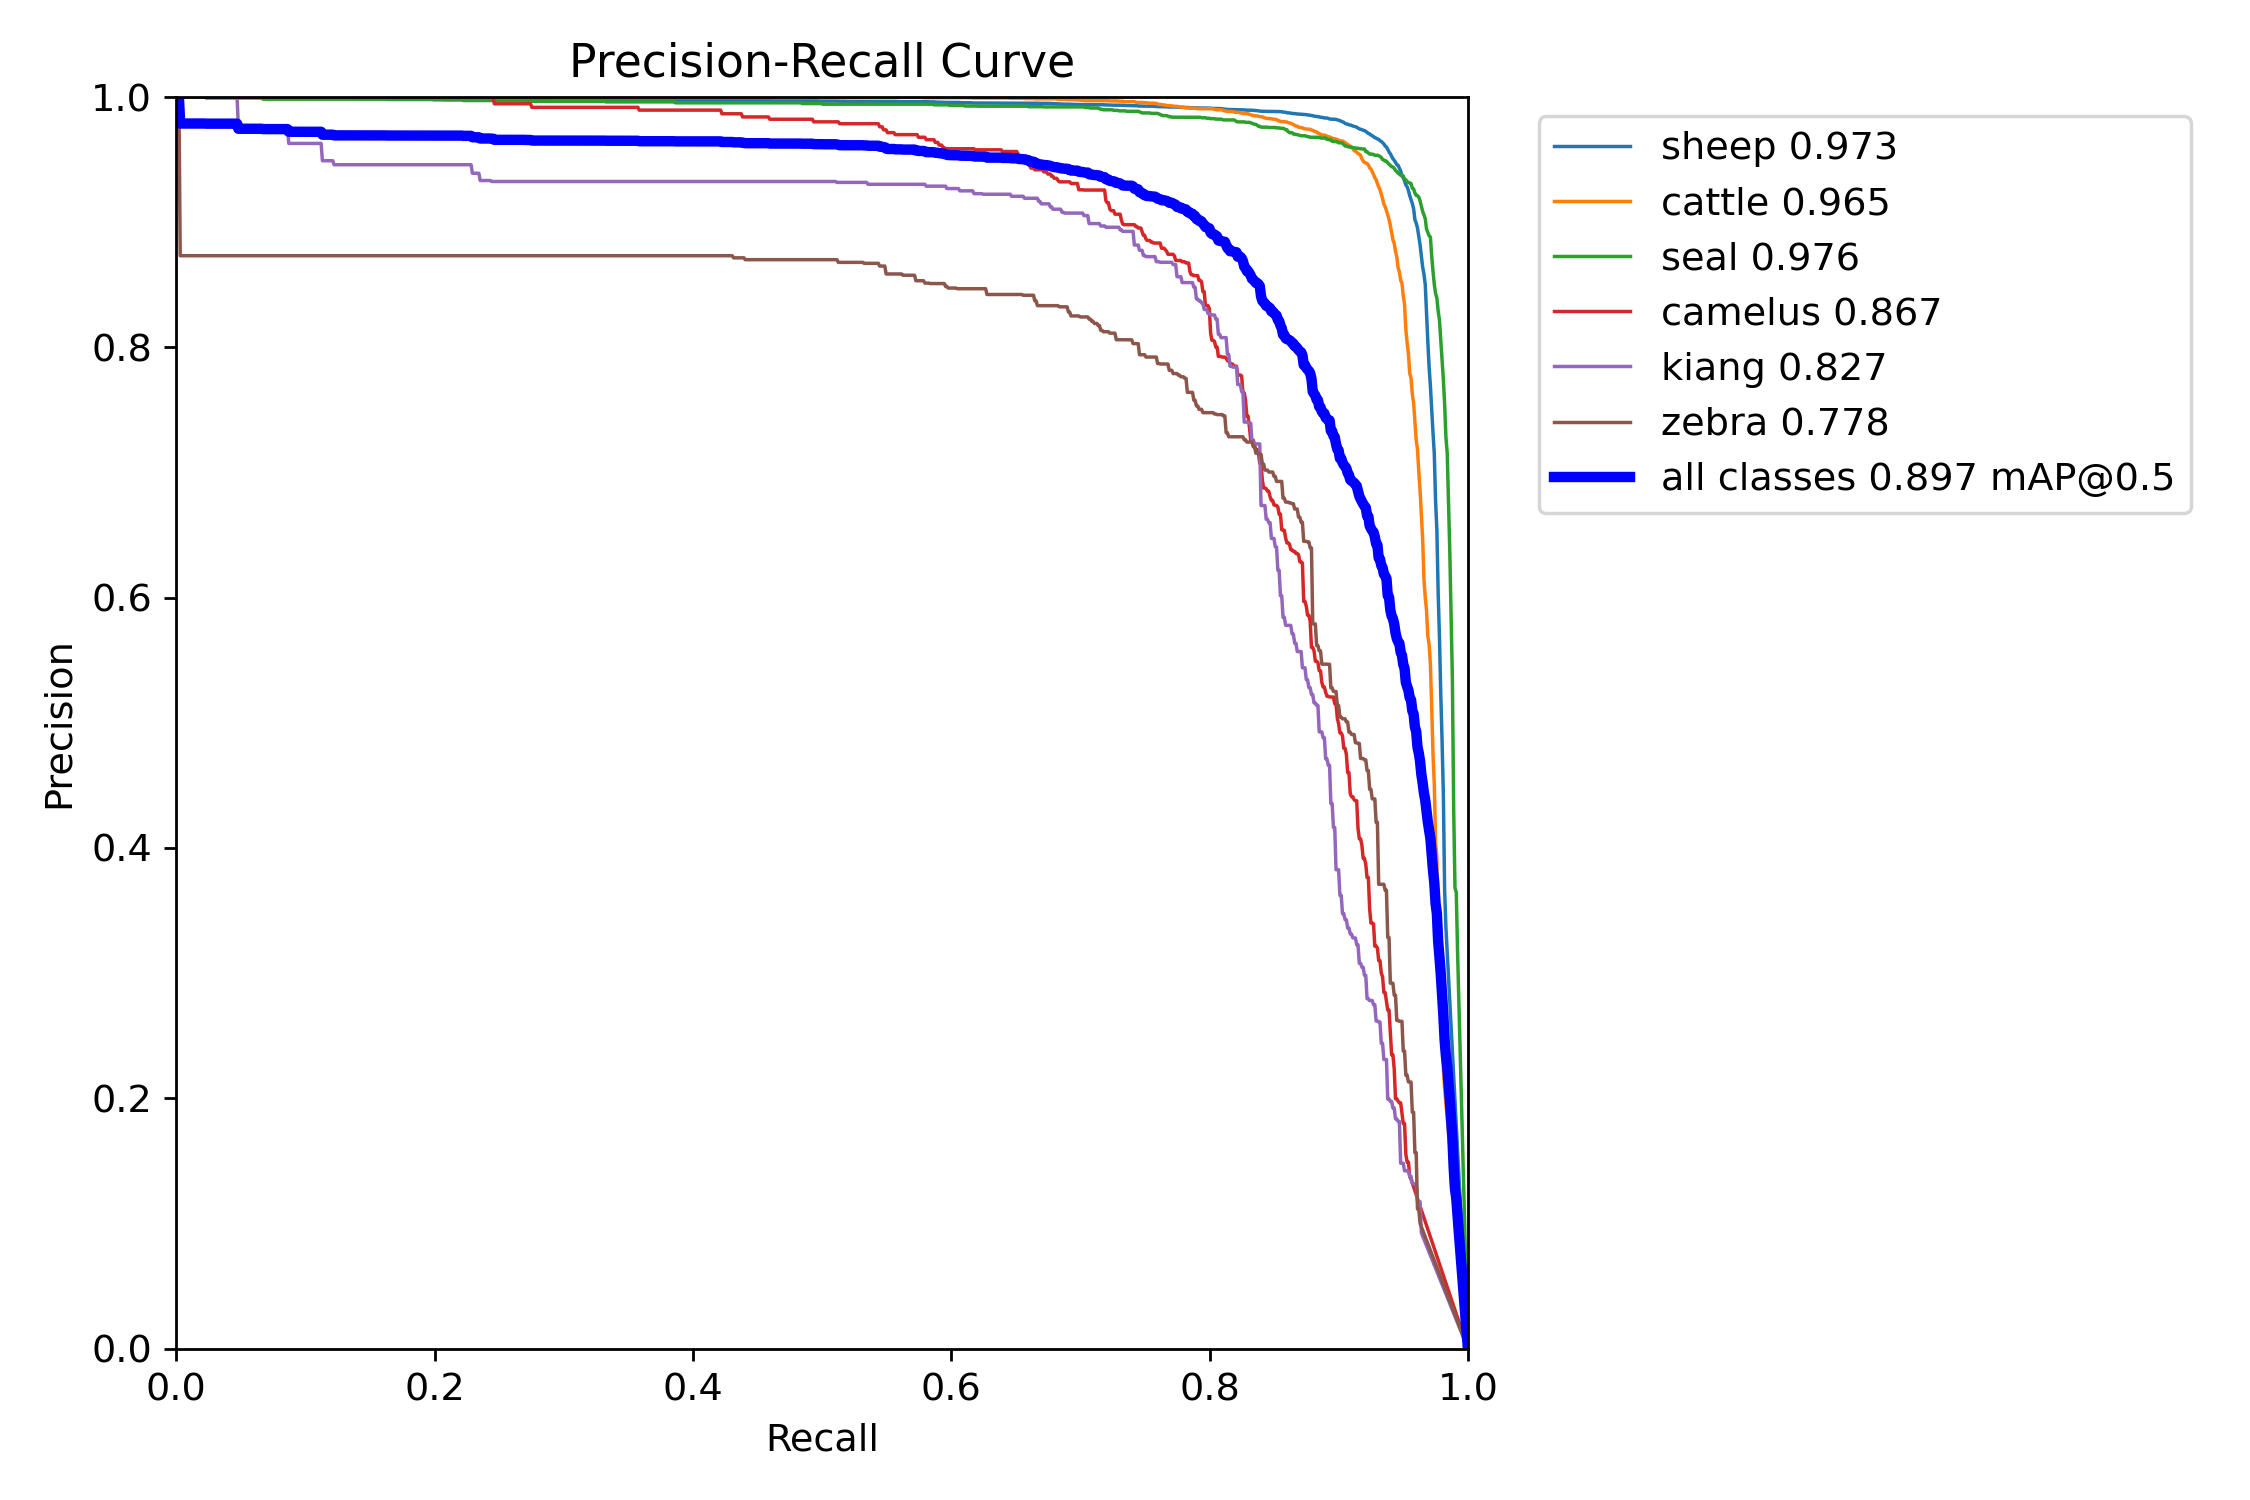 Precision-Recall Curve
1.0
0.8
0.6
0.4
0.2
0.0
Precision
0.0 0.2 0.4 0.6 0.8 1.0
Recall
sheep 0.973
cattle 0.965
seal 0.976
camelus 0.867
kiang 0.827
zebra 0.778
all classes 0.897 mAP@0.5